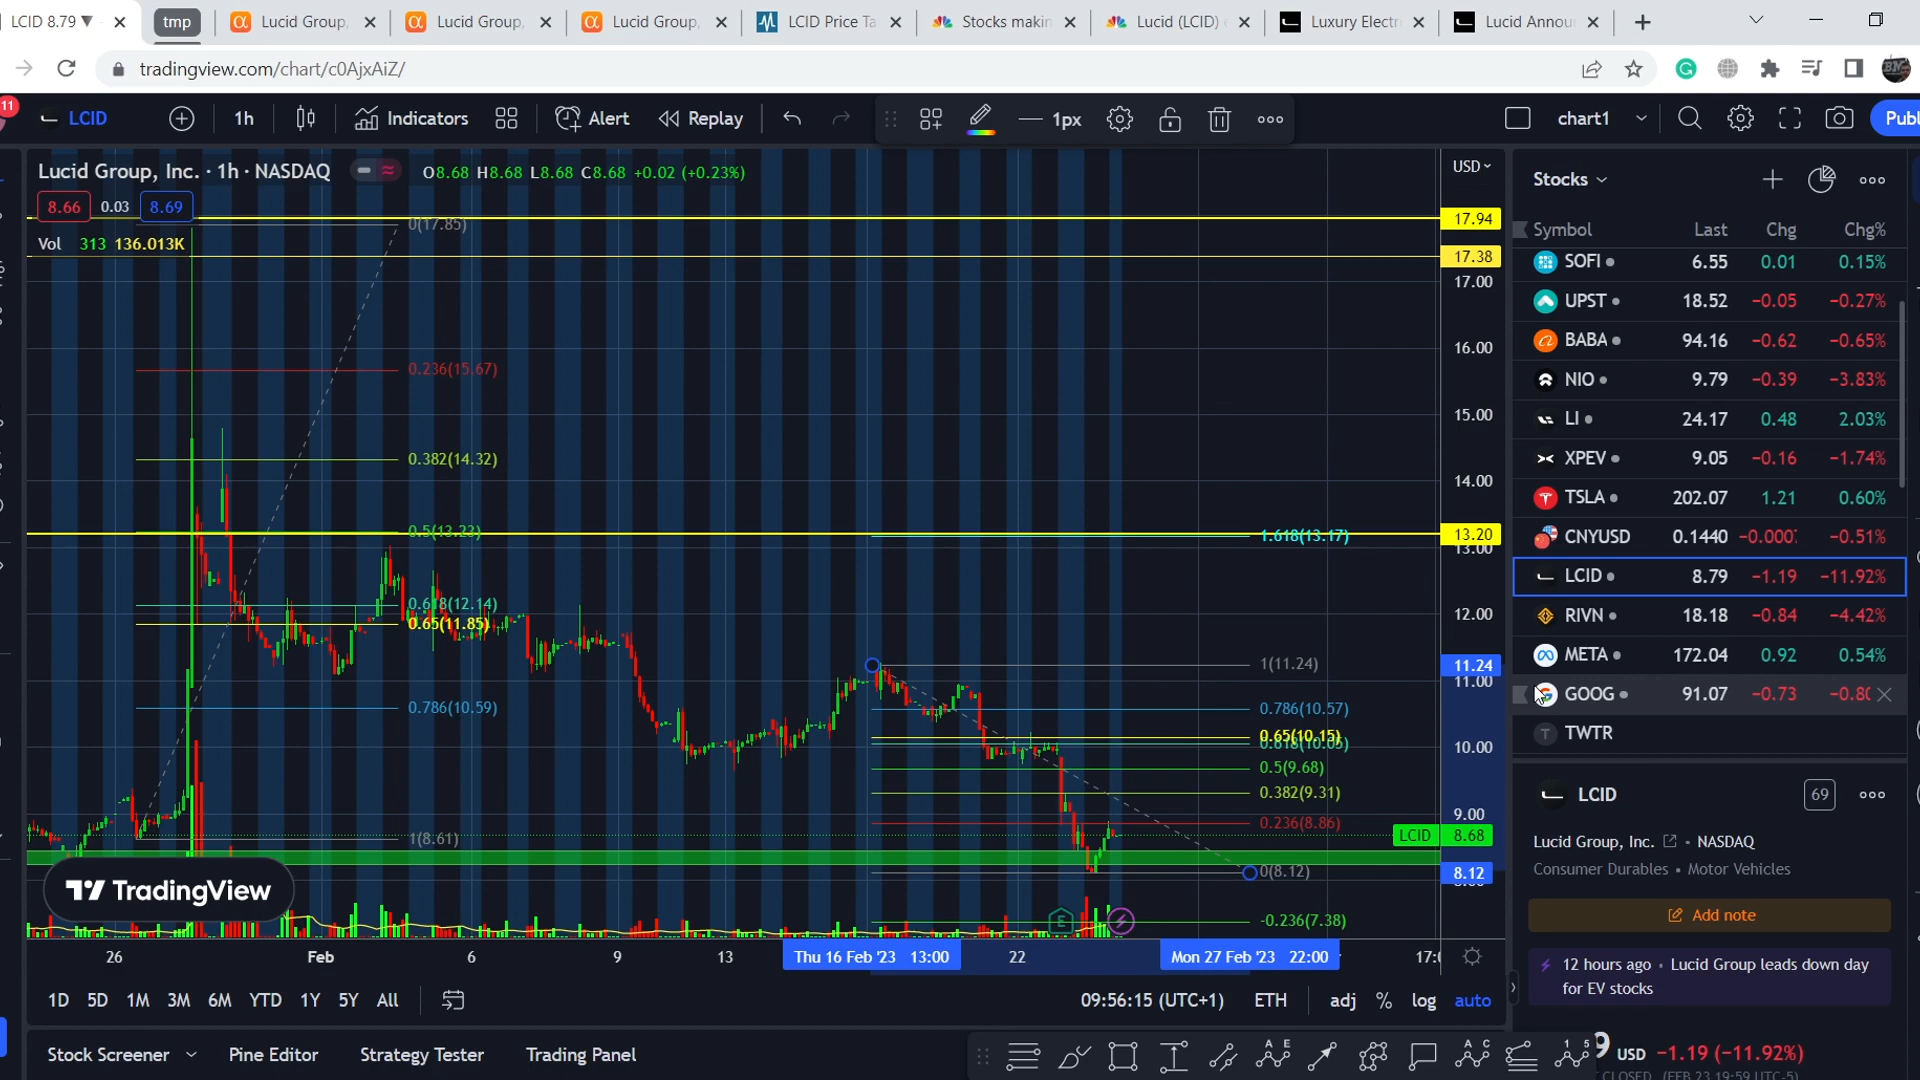 LCID 8.79 ▼
tmp
Lucid Group,
Lucid Group,
Lucid Group,
LCID Price Ta
Stocks makin
Lucid (LCID)
Luxury Electri
Lucid Annou
tradingview.com/chart/c0AjxAiZ/
11
LCID
1h
Indicators
Alert
Replay
1px
chart1
Publ
Lucid Group, Inc. · 1h · NASDAQ
O8.68 H8.68 L8.68 C8.68 +0.02 (+0.23%)
8.66 0.03 8.69
Vol 313 136.013K
0(17.85)
0.236(15.67)
0.382(14.32)
0.5(13.23)
0.618(12.14)
0.65(11.85)
0.786(10.59)
1(8.61)
1.618(13.17)
1(11.24)
0.786(10.57)
0.65(10.15)
0.618(10.05)
0.5(9.68)
0.382(9.31)
0.236(8.86)
0(8.12)
-0.236(7.38)
E
USD
17.94
17.38
17.00
16.00
15.00
14.00
13.20
13.00
12.00
11.24
11.00
10.00
9.00
LCID 8.68
8.12
TradingView
26
Feb
6
9
13
Thu 16 Feb '23 13:00
22
Mon 27 Feb '23 22:00
1D 5D 1M 3M 6M YTD 1Y 5Y All
09:56:15 (UTC+1)
ETH
adj % log auto
Stock Screener
Pine Editor
Strategy Tester
Trading Panel
Stocks
Symbol Last Chg Chg%
SOFI 6.55 0.01 0.15%
UPST 18.52 −0.05 −0.27%
BABA 94.16 −0.62 −0.65%
NIO 9.79 −0.39 −3.83%
LI 24.17 0.48 2.03%
XPEV 9.05 −0.16 −1.74%
TSLA 202.07 1.21 0.60%
CNYUSD 0.1440 −0.51%
LCID 8.79 −1.19 −11.92%
RIVN 18.18 −0.84 −4.42%
META 172.04 0.92 0.54%
GOOG 91.07 −0.73
T TWTR
LCID
69
Lucid Group, Inc. • NASDAQ
Consumer Durables • Motor Vehicles
Add note
12 hours ago • Lucid Group leads down day
for EV stocks
USD −1.19 (−11.92%)